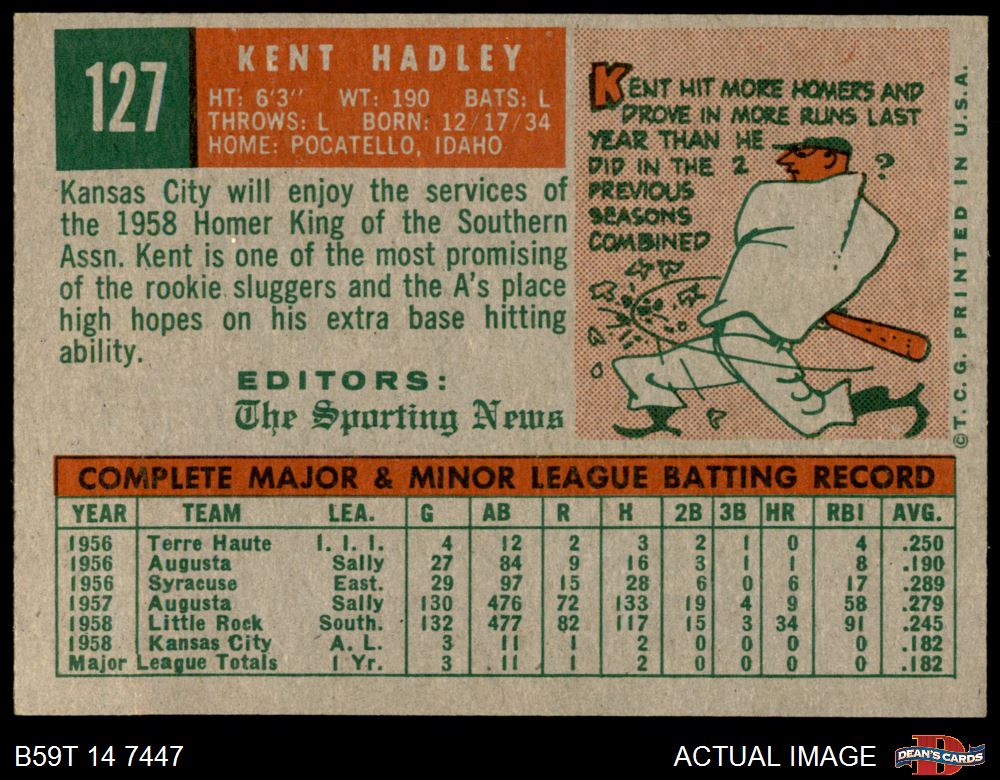 127
KENT HADLEY
HT: 6'3" WT: 190 BATS: L
THROWS: L BORN: 12/17/34
HOME: POCATELLO, IDAHO
Kansas City will enjoy the services of
the 1958 Homer King of the Southern
Assn. Kent is one of the most promising
of the rookie sluggers and the A's place
high hopes on his extra base hitting
ability.
EDITORS:
The Sporting News
KENT HIT MORE HOMERS AND
DROVE IN MORE RUNS LAST
YEAR THAN HE
DID IN THE 2
PREVIOUS
SEASONS
COMBINED
?
©T.C.G. PRINTED IN U.S.A.
COMPLETE MAJOR & MINOR LEAGUE BATTING RECORD
YEAR TEAM LEA. G AB R H 2B 3B HR RBI AVG.
1956 Terre Haute I. I. I. 4 12 2 3 2 1 0 4 .250
1956 Augusta Sally 27 84 9 16 3 1 1 8 .190
1956 Syracuse East. 29 97 15 28 6 0 6 17 .289
1957 Augusta Sally 130 476 72 133 19 4 9 58 .279
1958 Little Rock South. 132 477 82 117 15 3 34 91 .245
1958 Kansas City A. L. 3 11 1 2 0 0 0 0 .182
Major League Totals 1 Yr. 3 11 1 2 0 0 0 0 .182
B59T 14 7447
ACTUAL IMAGE
D
DEAN'S CARDS